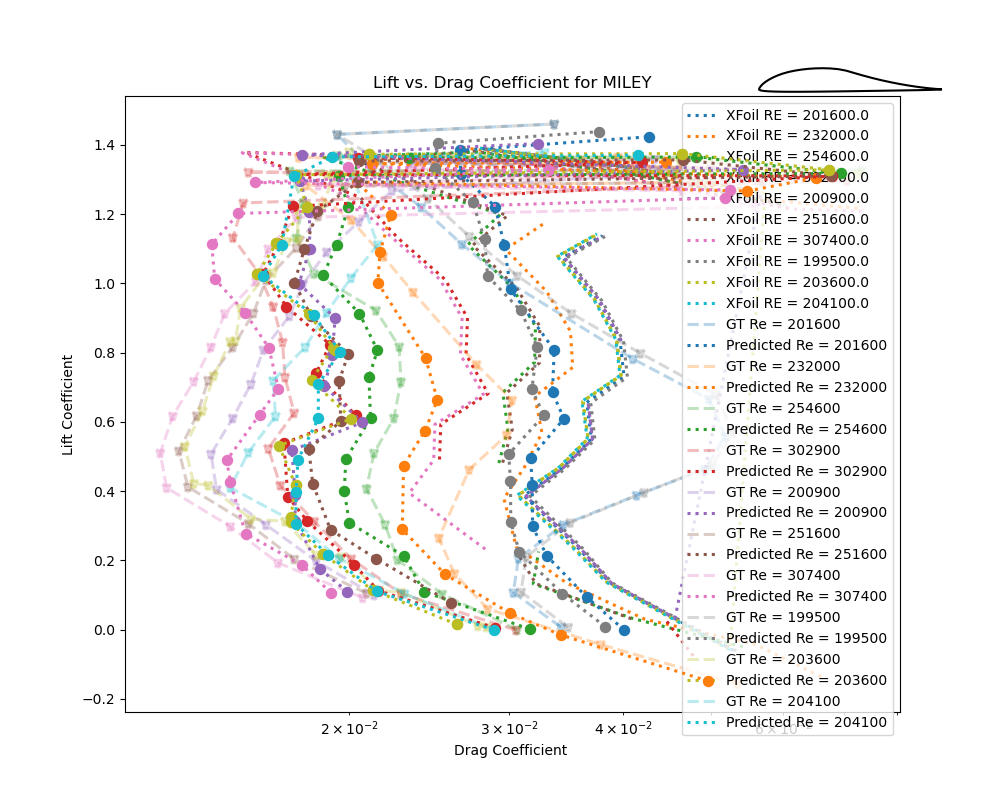 Lift vs. Drag Coefficient for MILEY
XFoil RE = 201600.0
XFoil RE = 232000.0
XFoil RE = 254600.0
XFoil RE = 302900.0
XFoil RE = 200900.0
XFoil RE = 251600.0
XFoil RE = 307400.0
XFoil RE = 199500.0
XFoil RE = 203600.0
XFoil RE = 204100.0
GT Re = 201600
Predicted Re = 201600
GT Re = 232000
Predicted Re = 232000
GT Re = 254600
Predicted Re = 254600
GT Re = 302900
Predicted Re = 302900
GT Re = 200900
Predicted Re = 200900
GT Re = 251600
Predicted Re = 251600
GT Re = 307400
Predicted Re = 307400
GT Re = 199500
Predicted Re = 199500
GT Re = 203600
Predicted Re = 203600
GT Re = 204100
Predicted Re = 204100
1.4
1.2
1.0
0.8
0.6
0.4
0.2
0.0
−0.2
Lift Coefficient
2 × 10⁻² 3 × 10⁻² 4 × 10⁻² 6 × 10⁻²
Drag Coefficient